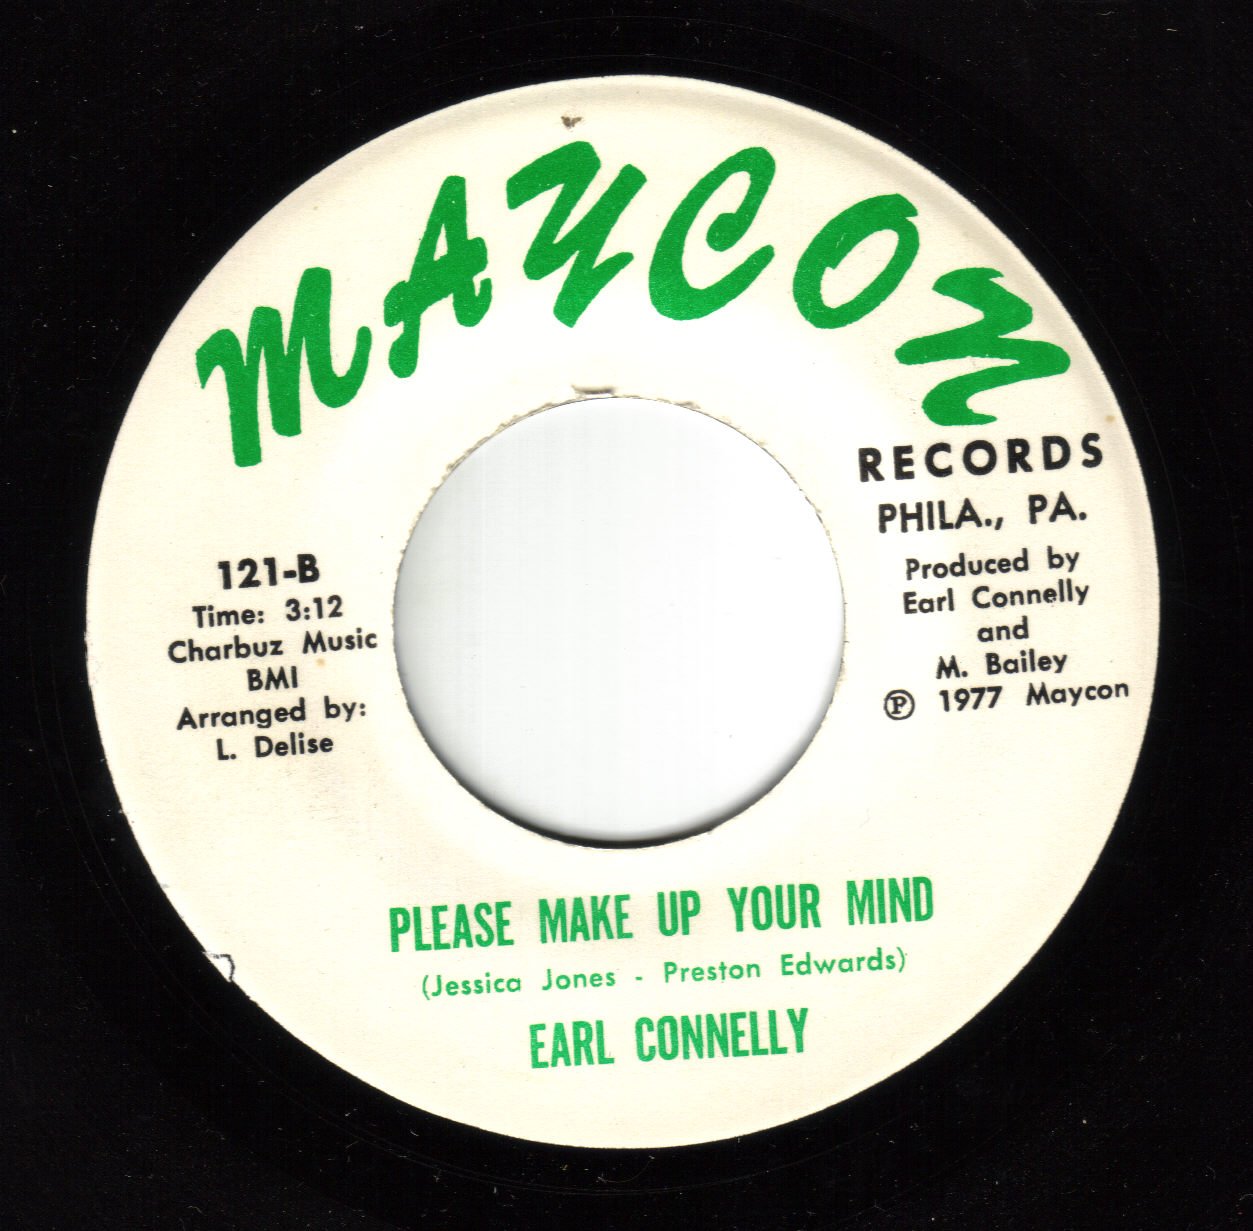 MAYCON
RECORDS
PHILA., PA.
121-B
Time: 3:12
Charbuz Music
BMI
Arranged by:
L. Delise
Produced by
Earl Connelly
and
M. Bailey
℗ 1977 Maycon
PLEASE MAKE UP YOUR MIND
(Jessica Jones - Preston Edwards)
EARL CONNELLY